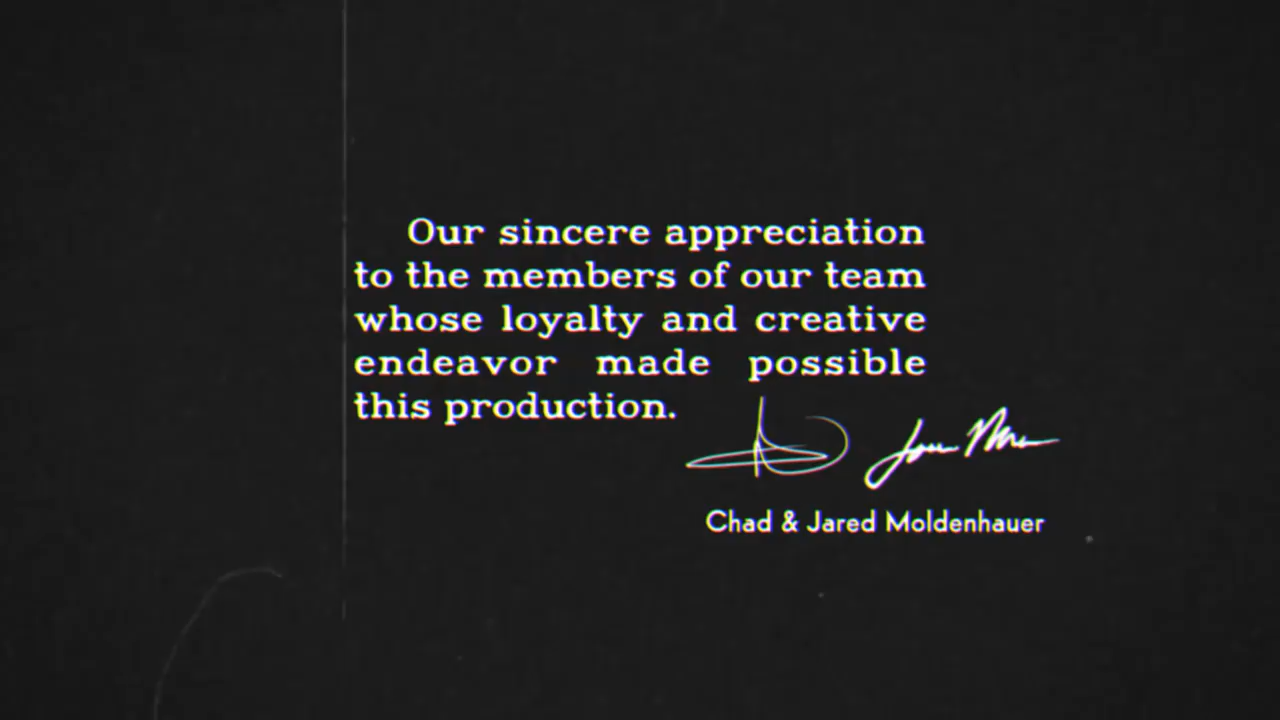 Our sincere appreciation
to the members of our team
whose loyalty and creative
endeavor made possible
this production.
Chad & Jared Moldenhauer